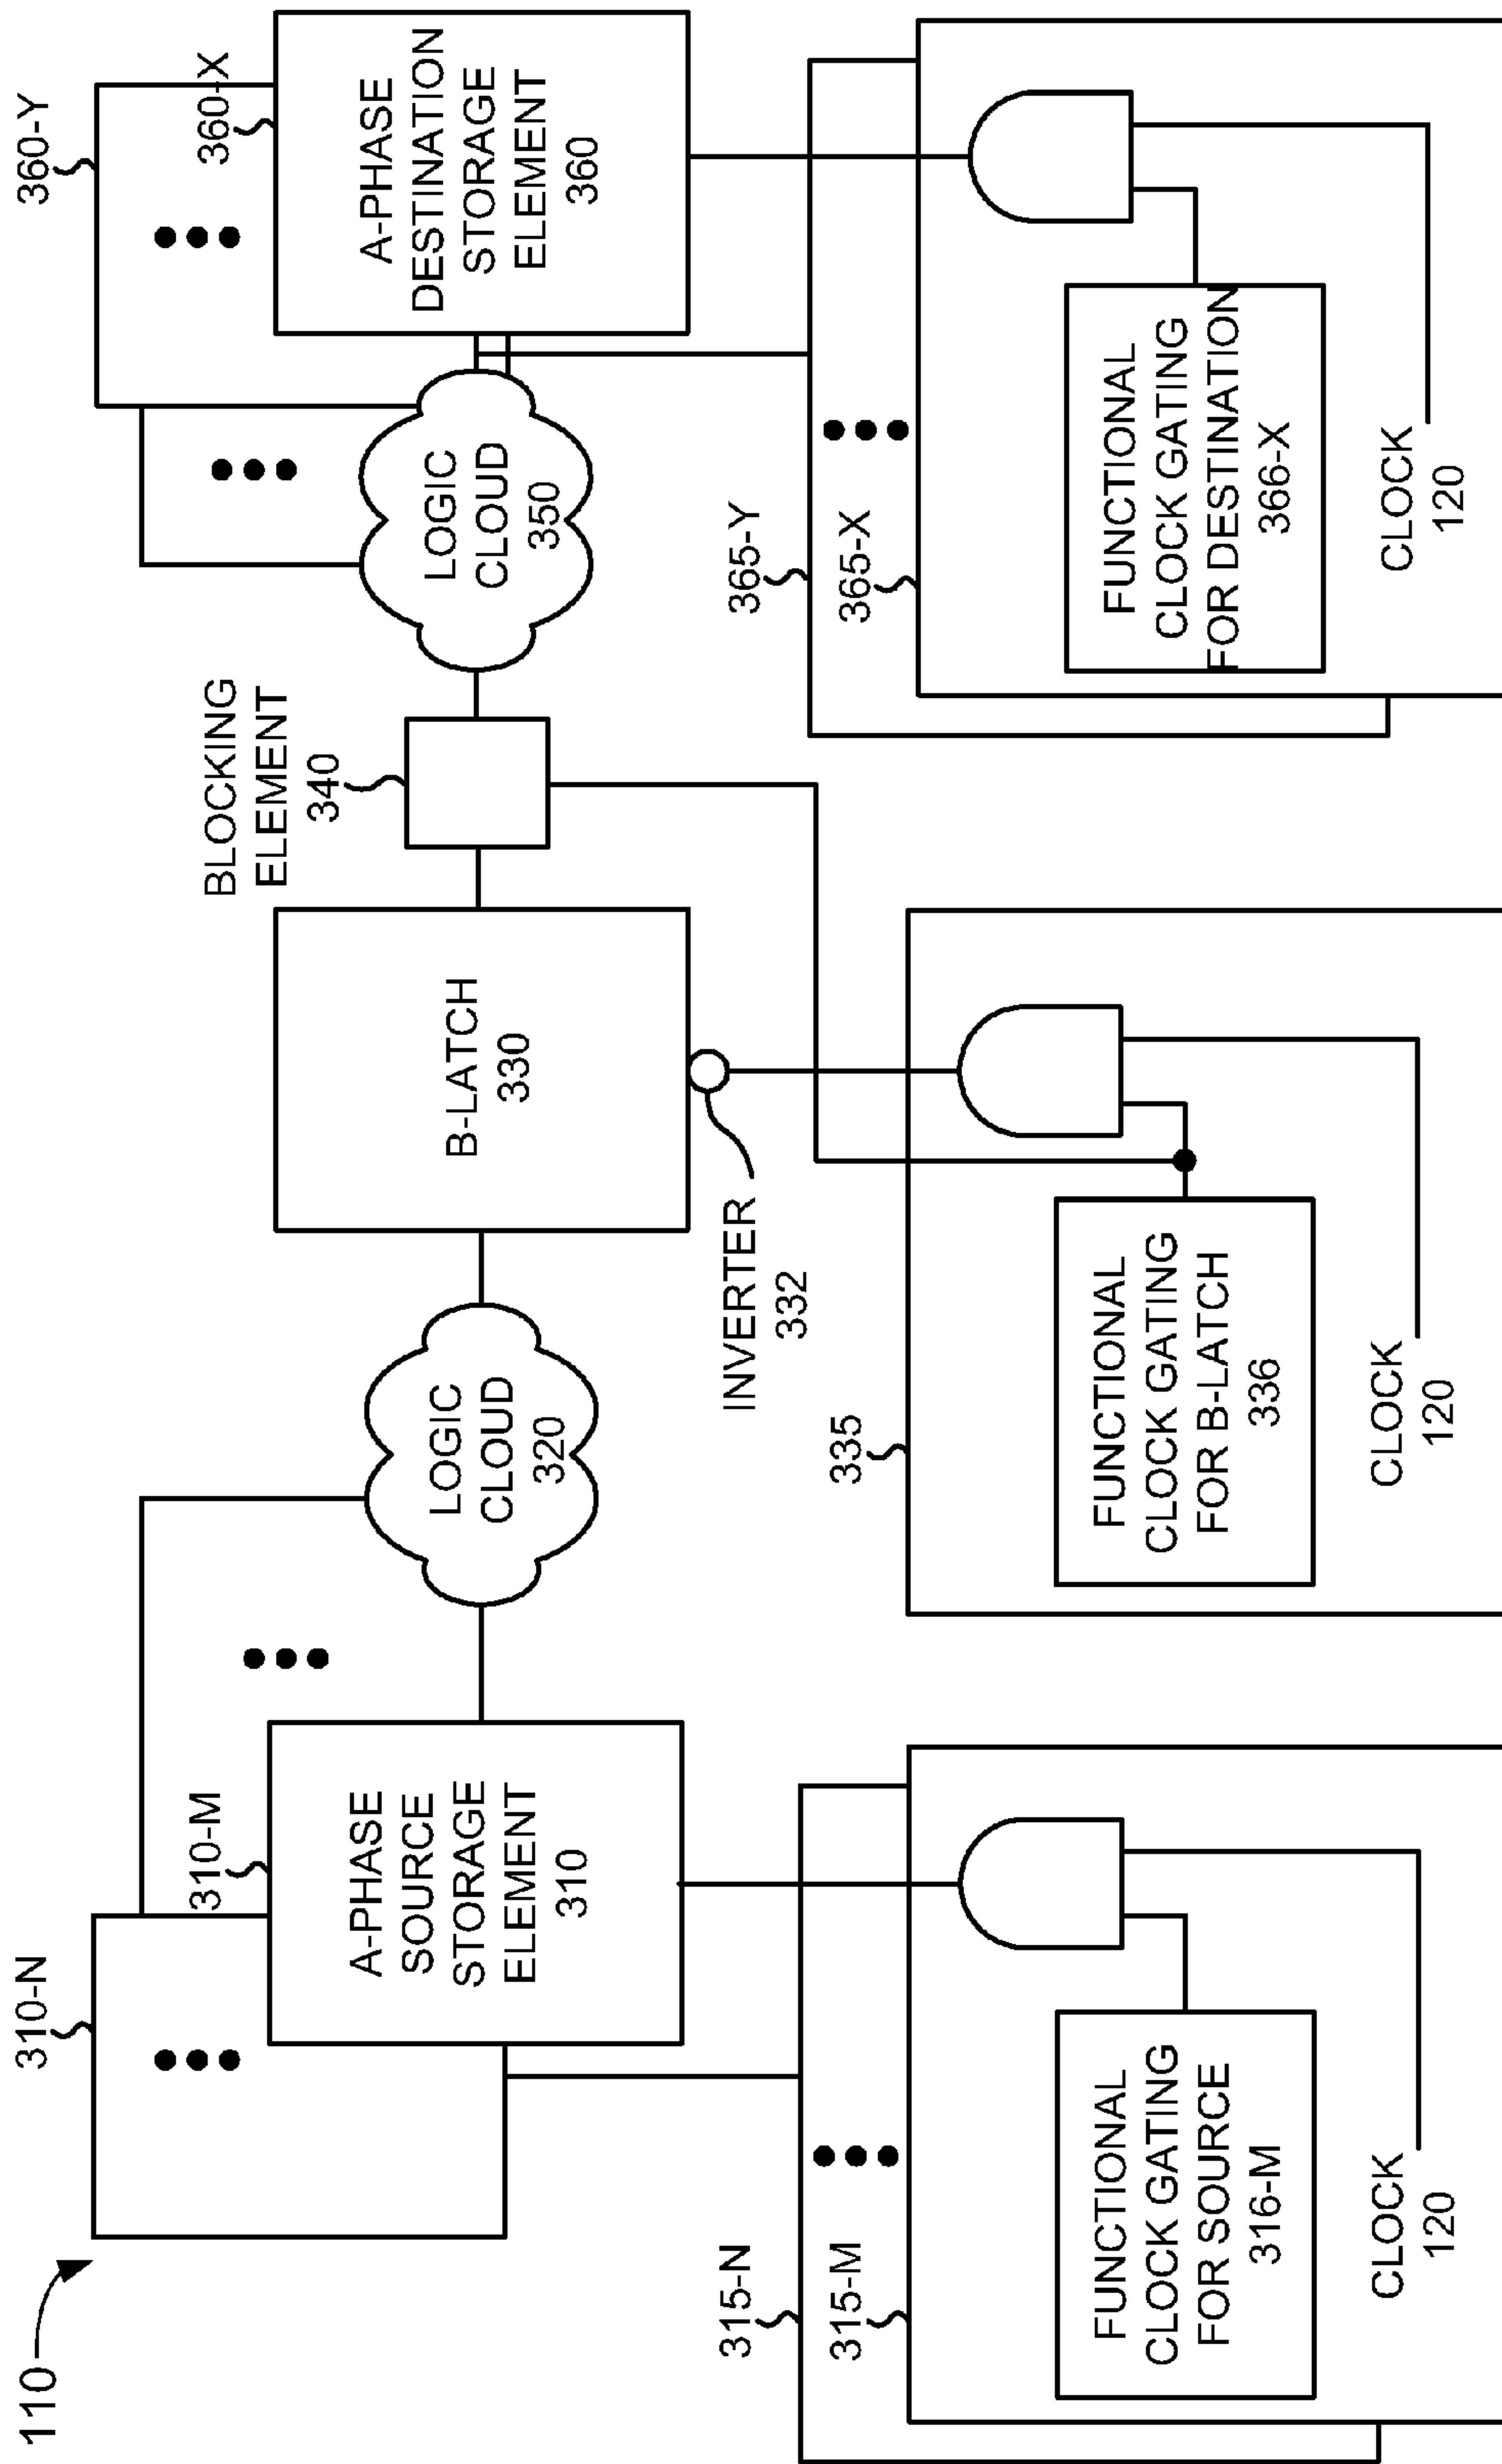 110
310-N
310-M
A-PHASE
SOURCE
STORAGE
ELEMENT
310
LOGIC
CLOUD
320
B-LATCH
330
INVERTER
332
BLOCKING
ELEMENT
340
LOGIC
CLOUD
350
360-Y
360-X
A-PHASE
DESTINATION
STORAGE
ELEMENT
360
315-N
315-M
FUNCTIONAL
CLOCK GATING
FOR SOURCE
316-M
CLOCK
120
335
FUNCTIONAL
CLOCK GATING
FOR B-LATCH
336
CLOCK
120
365-Y
365-X
FUNCTIONAL
CLOCK GATING
FOR DESTINATION
366-X
CLOCK
120